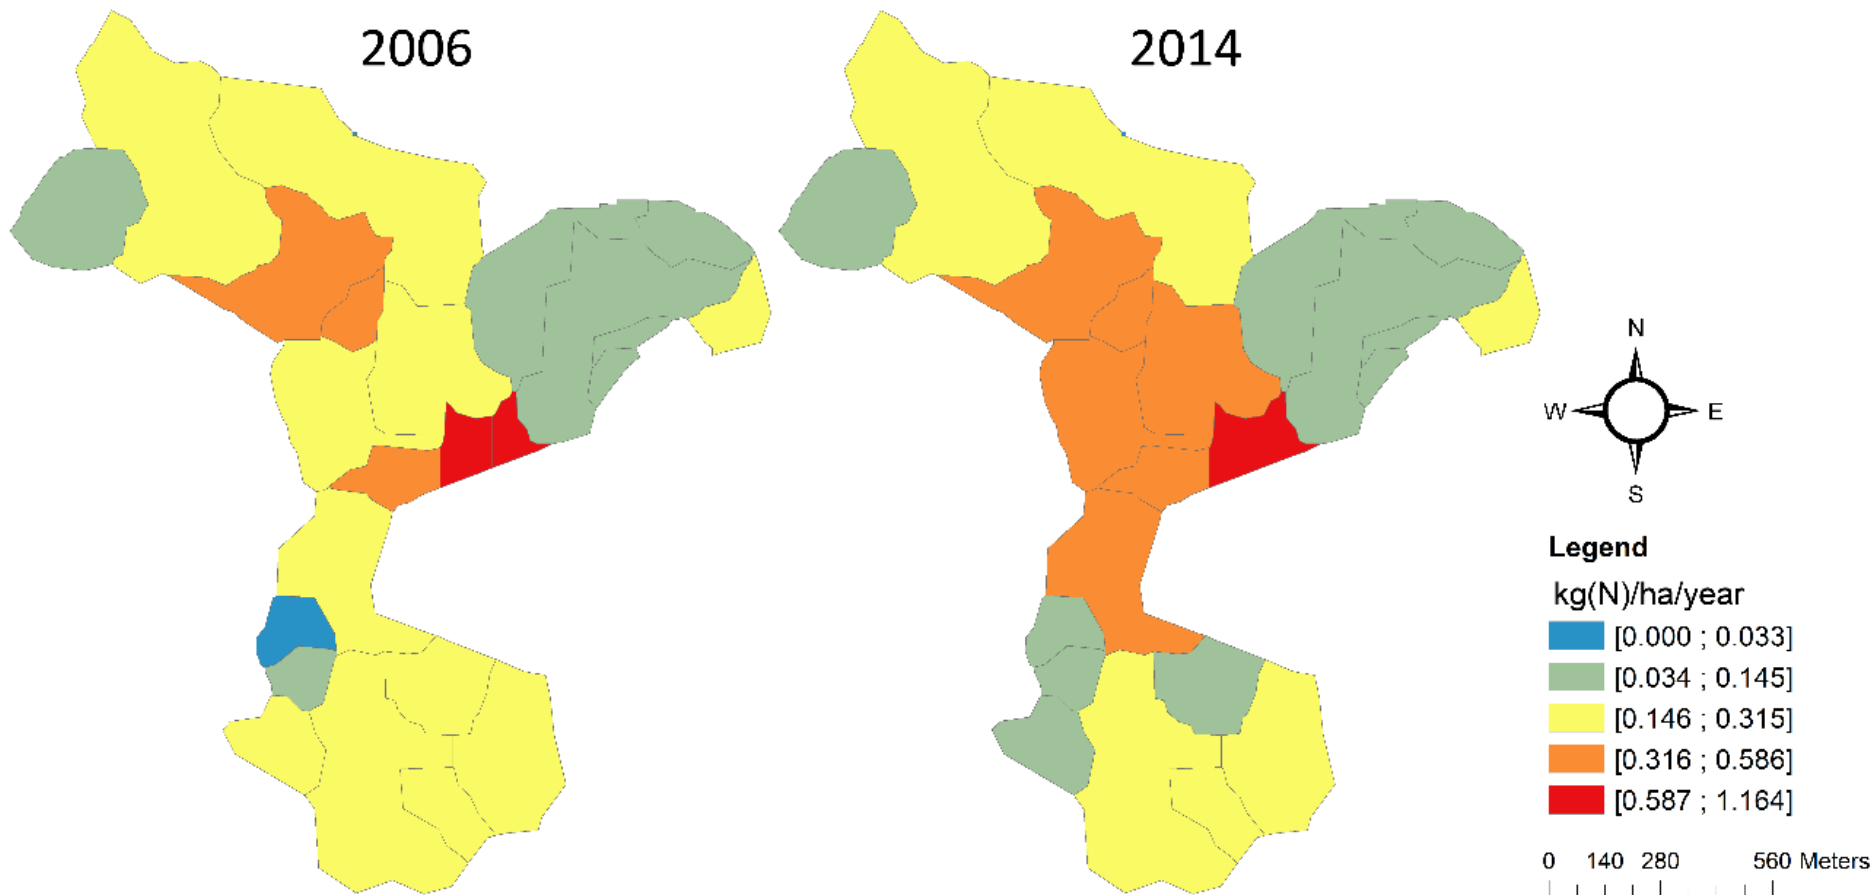 2006
2014
N
W
E
S
Legend
kg(N)/ha/year
[0.000 ; 0.033]
[0.034 ; 0.145]
[0.146 ; 0.315]
[0.316 ; 0.586]
[0.587 ; 1.164]
0 140 280 560 Meters